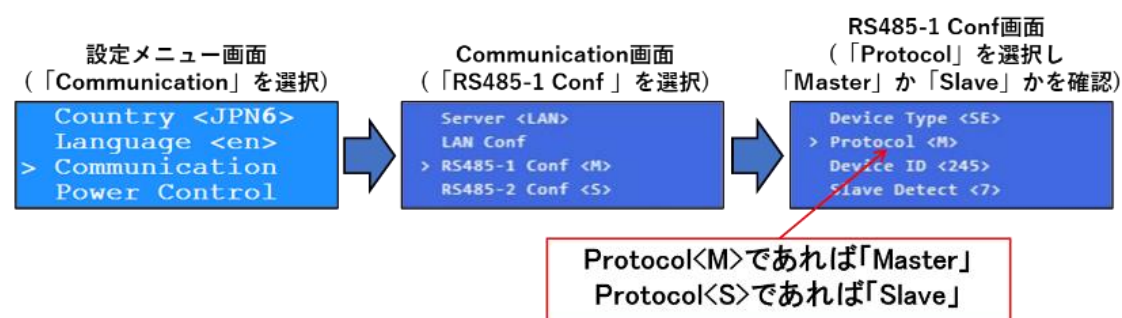 設定メニュー画面
(「Communication」を選択)
Country <JPN6>
Language <en>
> Communication
Power Control
Communication画面
(「RS485-1 Conf 」を選択)
Server <LAN>
LAN Conf
> RS485-1 Conf <M>
RS485-2 Conf <S>
RS485-1 Conf画面
(「Protocol」を選択し
「Master」か「Slave」かを確認)
Device Type <SE>
> Protocol <M>
Device ID <245>
Slave Detect <7>
Protocol<M>であれば「Master」
Protocol<S>であれば「Slave」